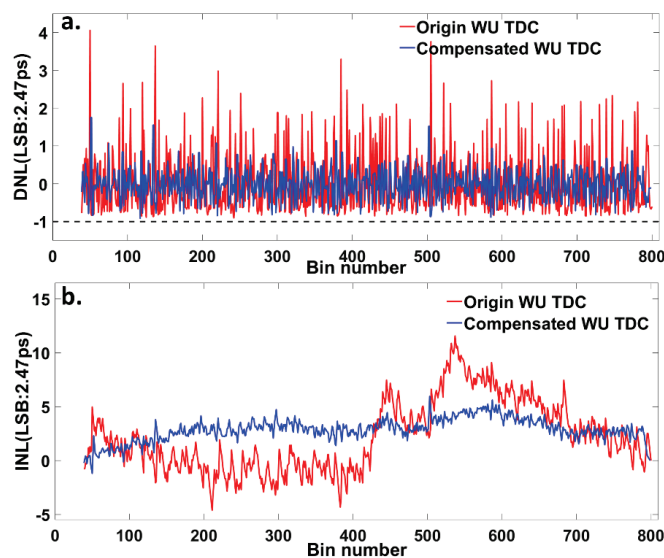 a.
Origin WU TDC
Compensated WU TDC
DNL(LSB:2.47ps)
4
3
2
1
0
-1
0 100 200 300 400 500 600 700 800
Bin number
b.
Origin WU TDC
Compensated WU TDC
INL(LSB:2.47ps)
15
10
5
0
-5
0 100 200 300 400 500 600 700 800
Bin number